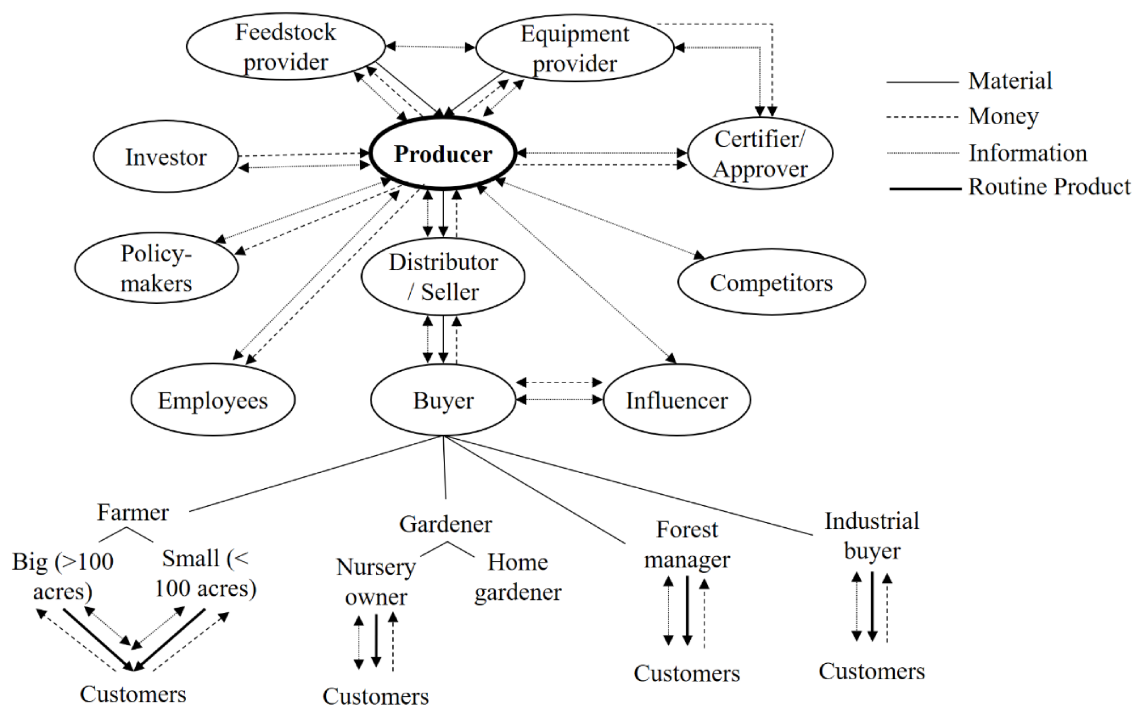 Feedstock
provider
Equipment
provider
Material
Money
Information
Routine Product
Investor
Producer
Certifier/
Approver
Policy-
makers
Distributor
/ Seller
Competitors
Employees
Buyer
Influencer
Farmer
Big (>100
acres)
Small (<
100 acres)
Customers
Gardener
Nursery
owner
Home
gardener
Customers
Forest
manager
Customers
Industrial
buyer
Customers